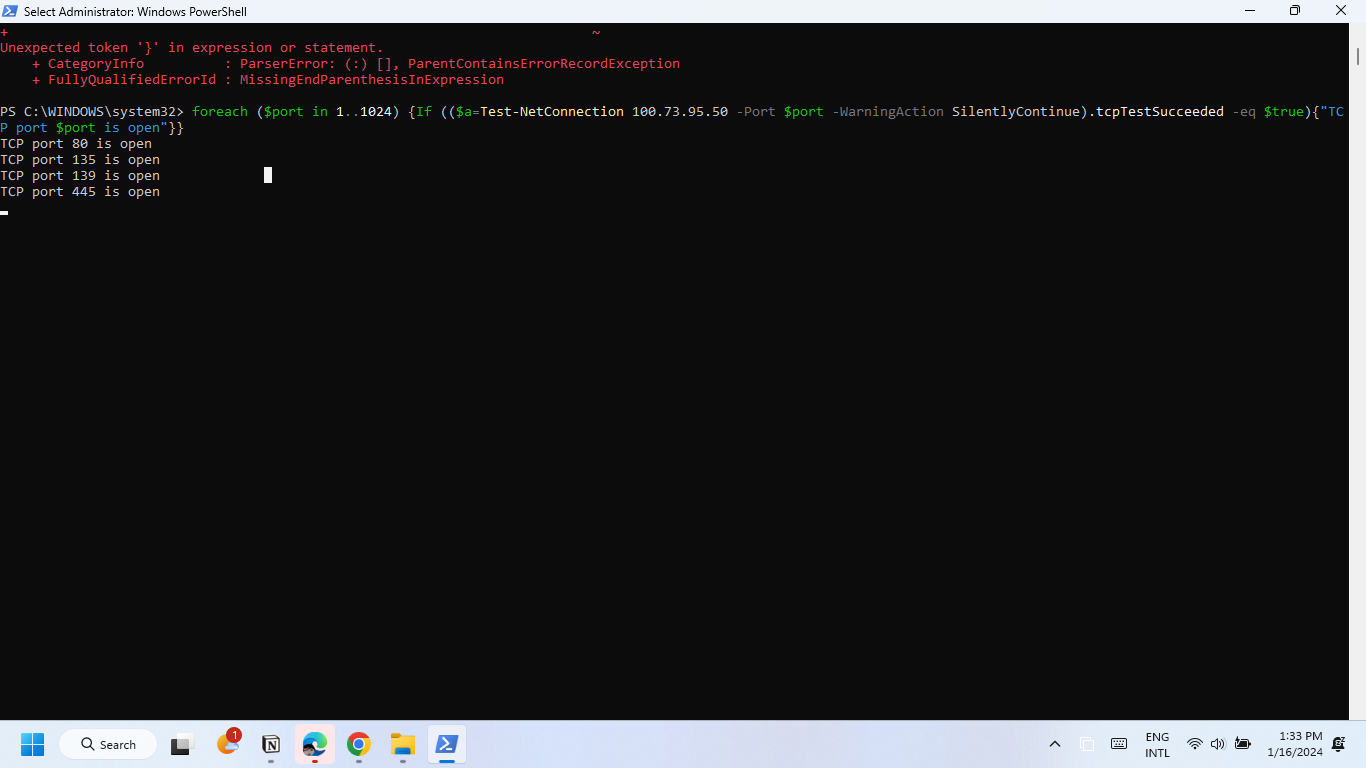 Select Administrator: Windows PowerShell
+ ~
Unexpected token '}' in expression or statement.
+ CategoryInfo : ParserError: (:) [], ParentContainsErrorRecordException
+ FullyQualifiedErrorId : MissingEndParenthesisInExpression
PS C:\WINDOWS\system32> foreach ($port in 1..1024) {If (($a=Test-NetConnection 100.73.95.50 -Port $port -WarningAction SilentlyContinue).tcpTestSucceeded -eq $true){"TC
P port $port is open"}}
TCP port 80 is open
TCP port 135 is open
TCP port 139 is open
TCP port 445 is open
1
Search
ENG
INTL
1:33 PM
1/16/2024